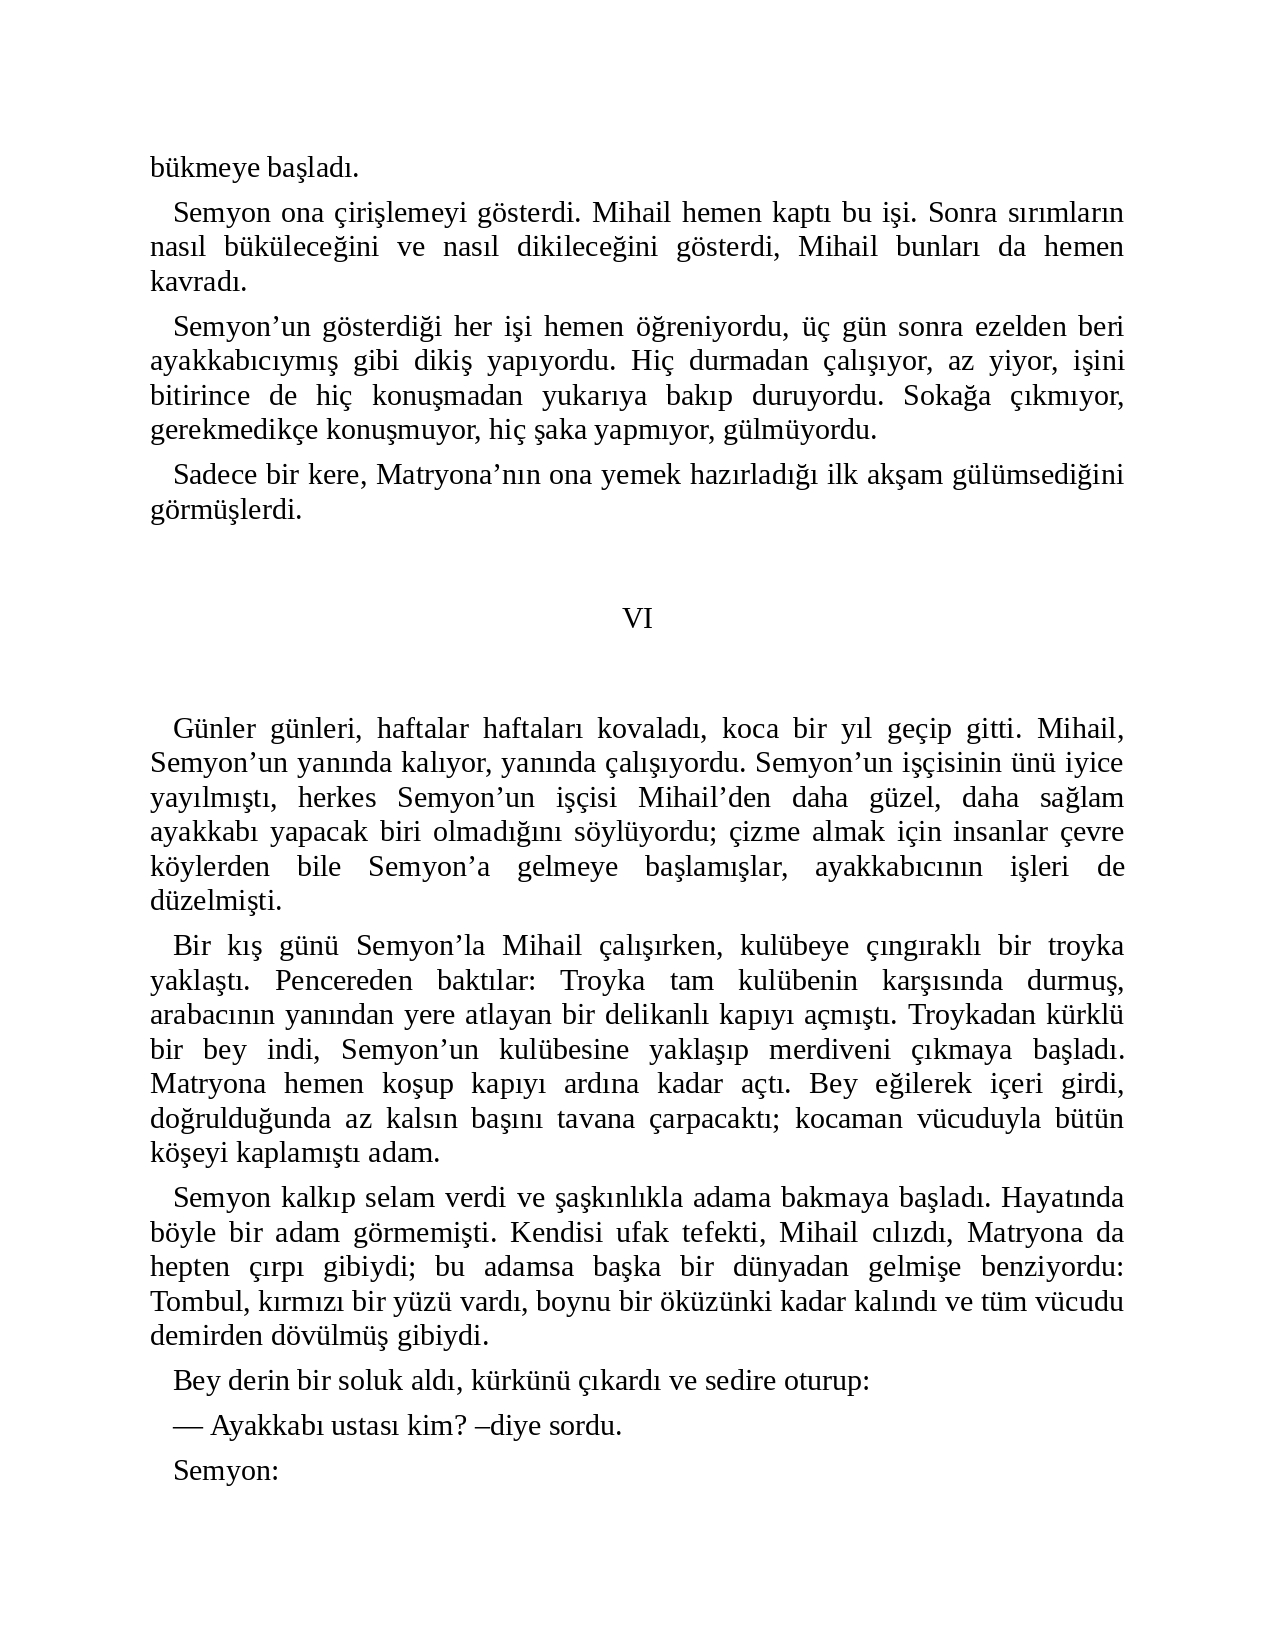 bükmeye başladı.
Semyon ona çirişlemeyi gösterdi. Mihail hemen kaptı bu işi. Sonra sırımların
nasıl büküleceğini ve nasıl dikileceğini gösterdi, Mihail bunları da hemen
kavradı.
Semyon’un gösterdiği her işi hemen öğreniyordu, üç gün sonra ezelden beri
ayakkabıcıymış gibi dikiş yapıyordu. Hiç durmadan çalışıyor, az yiyor, işini
bitirince de hiç konuşmadan yukarıya bakıp duruyordu. Sokağa çıkmıyor,
gerekmedikçe konuşmuyor, hiç şaka yapmıyor, gülmüyordu.
Sadece bir kere, Matryona’nın ona yemek hazırladığı ilk akşam gülümsediğini
görmüşlerdi.
VI
Günler günleri, haftalar haftaları kovaladı, koca bir yıl geçip gitti. Mihail,
Semyon’un yanında kalıyor, yanında çalışıyordu. Semyon’un işçisinin ünü iyice
yayılmıştı, herkes Semyon’un işçisi Mihail’den daha güzel, daha sağlam
ayakkabı yapacak biri olmadığını söylüyordu; çizme almak için insanlar çevre
köylerden bile Semyon’a gelmeye başlamışlar, ayakkabıcının işleri de
düzelmişti.
Bir kış günü Semyon’la Mihail çalışırken, kulübeye çıngıraklı bir troyka
yaklaştı. Pencereden baktılar: Troyka tam kulübenin karşısında durmuş,
arabacının yanından yere atlayan bir delikanlı kapıyı açmıştı. Troykadan kürklü
bir bey indi, Semyon’un kulübesine yaklaşıp merdiveni çıkmaya başladı.
Matryona hemen koşup kapıyı ardına kadar açtı. Bey eğilerek içeri girdi,
doğrulduğunda az kalsın başını tavana çarpacaktı; kocaman vücuduyla bütün
köşeyi kaplamıştı adam.
Semyon kalkıp selam verdi ve şaşkınlıkla adama bakmaya başladı. Hayatında
böyle bir adam görmemişti. Kendisi ufak tefekti, Mihail cılızdı, Matryona da
hepten çırpı gibiydi; bu adamsa başka bir dünyadan gelmişe benziyordu:
Tombul, kırmızı bir yüzü vardı, boynu bir öküzünki kadar kalındı ve tüm vücudu
demirden dövülmüş gibiydi.
Bey derin bir soluk aldı, kürkünü çıkardı ve sedire oturup:
— Ayakkabı ustası kim? –diye sordu.
Semyon: